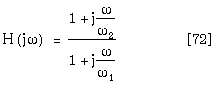 H (jω) = (1 + j ω/ω₂) / (1 + j ω/ω₁) [72]